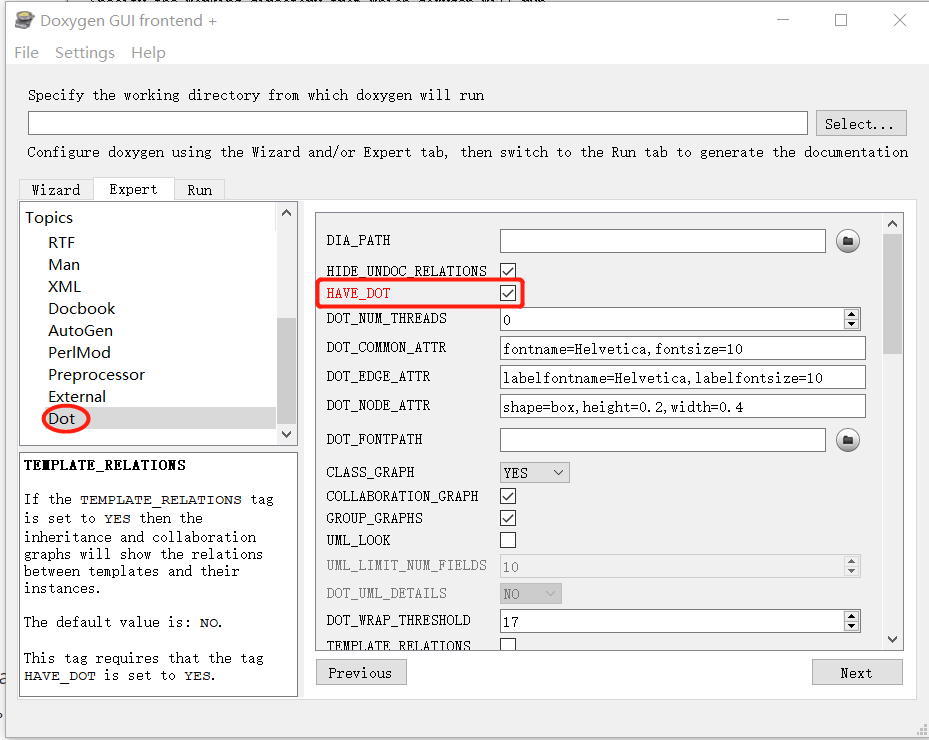 Doxygen GUI frontend +
File Settings Help
Specify the working directory from which doxygen will run
Select...
Configure doxygen using the Wizard and/or Expert tab, then switch to the Run tab to generate the documentation
Wizard Expert Run
Topics
RTF
Man
XML
Docbook
AutoGen
PerlMod
Preprocessor
External
Dot
TEMPLATE_RELATIONS
If the TEMPLATE_RELATIONS tag
is set to YES then the
inheritance and collaboration
graphs will show the relations
between templates and their
instances.
The default value is: NO.
This tag requires that the tag
HAVE_DOT is set to YES.
DIA_PATH
HIDE_UNDOC_RELATIONS
HAVE_DOT
DOT_NUM_THREADS 0
DOT_COMMON_ATTR fontname=Helvetica,fontsize=10
DOT_EDGE_ATTR labelfontname=Helvetica,labelfontsize=10
DOT_NODE_ATTR shape=box,height=0.2,width=0.4
DOT_FONTPATH
CLASS_GRAPH YES
COLLABORATION_GRAPH
GROUP_GRAPHS
UML_LOOK
UML_LIMIT_NUM_FIELDS 10
DOT_UML_DETAILS NO
DOT_WRAP_THRESHOLD 17
TEMPLATE_RELATIONS
Previous Next